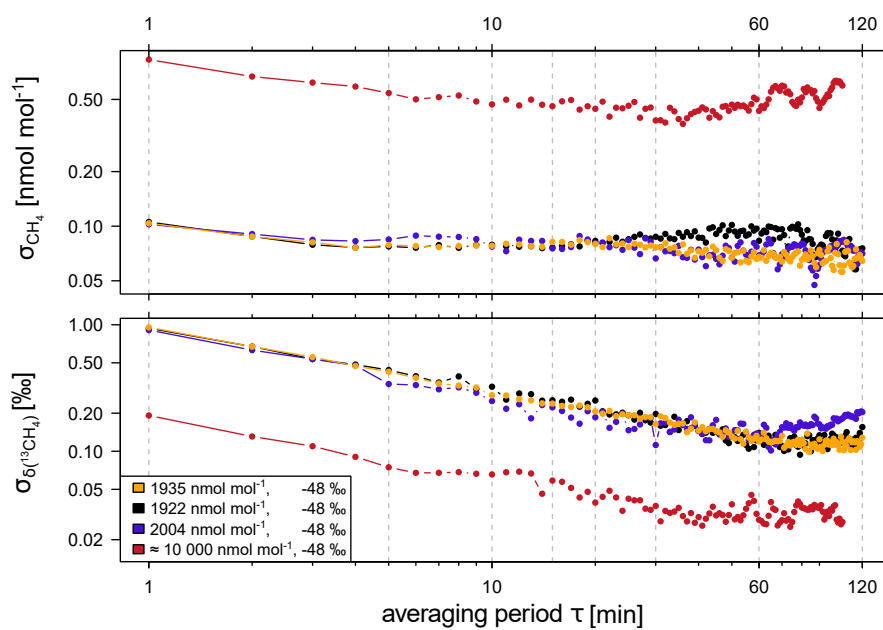 1 10 60 120
σCH₄ [nmol mol⁻¹]
0.50
0.20
0.10
0.05
σδ(¹³CH₄) [‰]
1.00
0.50
0.20
0.10
0.05
0.02
1935 nmol mol⁻¹, -48 ‰
1922 nmol mol⁻¹, -48 ‰
2004 nmol mol⁻¹, -48 ‰
≈ 10 000 nmol mol⁻¹, -48 ‰
1 10 60 120
averaging period τ [min]